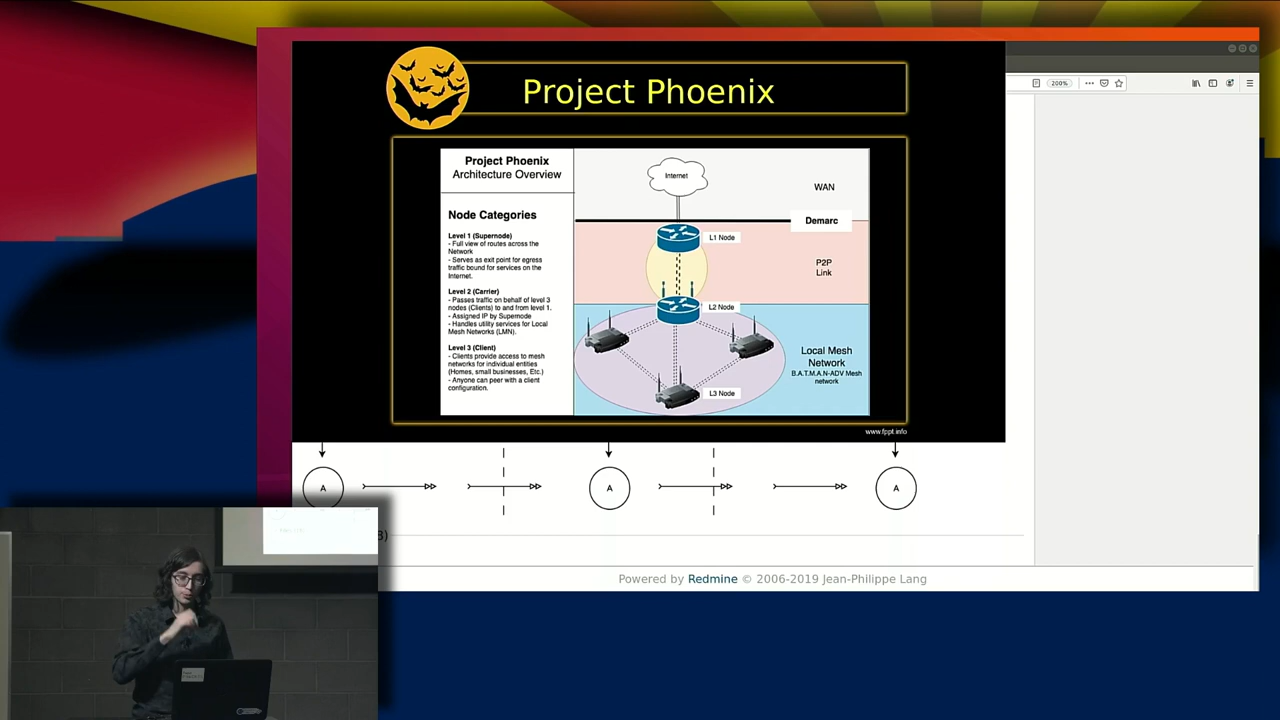 Project Phoenix
200%
Project Phoenix
Architecture Overview
Node Categories
Level 1 (Supernode)
- Full view of routes across the
Network
- Serves as exit point for egress
traffic bound for services on the
Internet.
Level 2 (Carrier)
- Passes traffic on behalf of level 3
nodes (Clients) to and from level 1.
- Assigned IP by Supernode
- Handles utility services for Local
Mesh Networks (LMN).
Level 3 (Client)
- Clients provide access to mesh
networks for individual entities
(Homes, small businesses, Etc.)
- Anyone can peer with a client
configuration.
Internet
WAN
Demarc
L1 Node
P2P
Link
L2 Node
Local Mesh
Network
B.A.T.M.A.N-ADV Mesh
network
L3 Node
www.fppt.info
A
A
A
8)
Powered by Redmine © 2006-2019 Jean-Philippe Lang